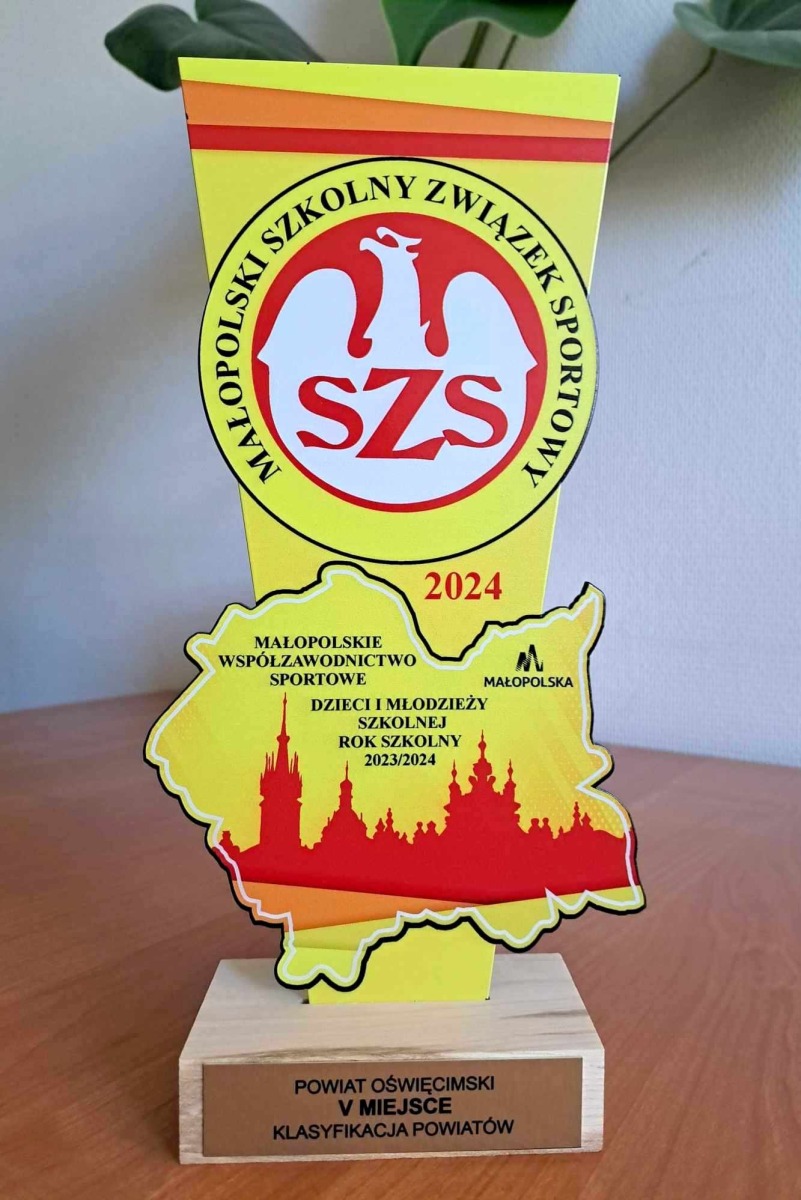 MAŁOPOLSKI SZKOLNY ZWIĄZEK SPORTOWY
SZS
2024
MAŁOPOLSKIE
WSPÓŁZAWODNICTWO
SPORTOWE
MAŁOPOLSKA
DZIECI I MŁODZIEŻY
SZKOLNEJ
ROK SZKOLNY
2023/2024
POWIAT OŚWIĘCIMSKI
V MIEJSCE
KLASYFIKACJA POWIATÓW